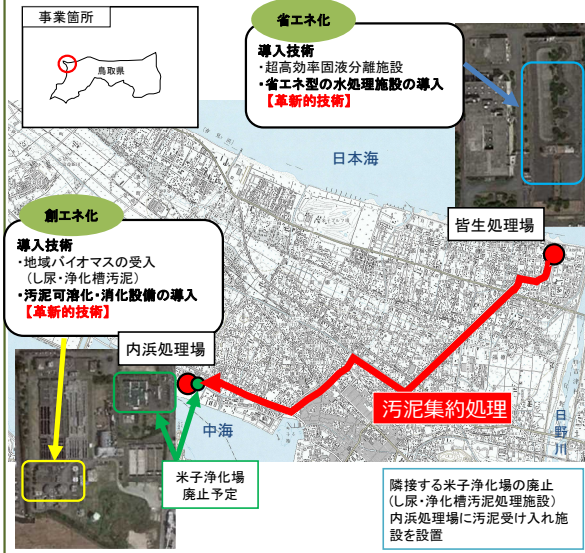 事業箇所
鳥取県
省エネ化
導入技術
・超高効率固液分離施設
・省エネ型の水処理施設の導入
【革新的技術】
日本海
創エネ化
導入技術
・地域バイオマスの受入
(し尿・浄化槽汚泥)
・汚泥可溶化・消化設備の導入
【革新的技術】
皆生処理場
内浜処理場
汚泥集約処理
中海
日野川
米子浄化場
廃止予定
隣接する米子浄化場の廃止
(し尿・浄化槽汚泥処理施設)
内浜処理場に汚泥受け入れ施
設を設置